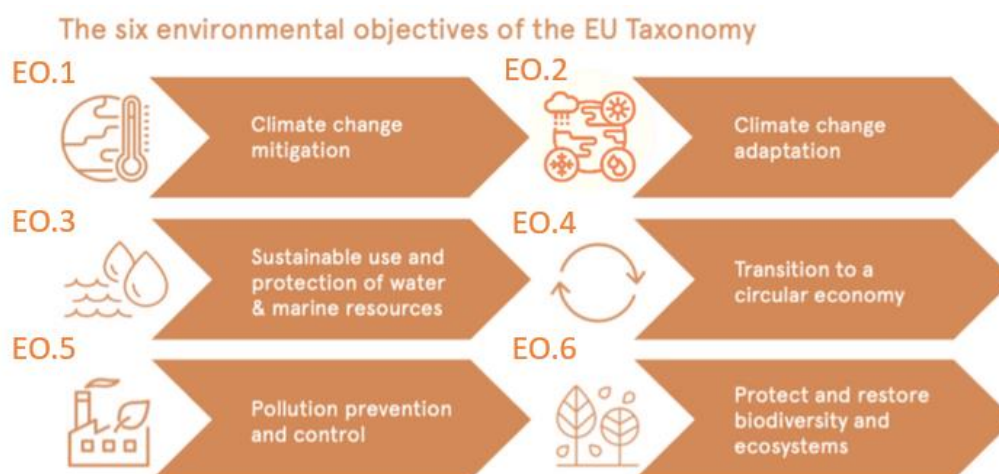 The six environmental objectives of the EU Taxonomy
EO.1
Climate change
mitigation
EO.2
Climate change
adaptation
EO.3
Sustainable use and
protection of water
& marine resources
EO.4
Transition to a
circular economy
EO.5
Pollution prevention
and control
EO.6
Protect and restore
biodiversity and
ecosystems